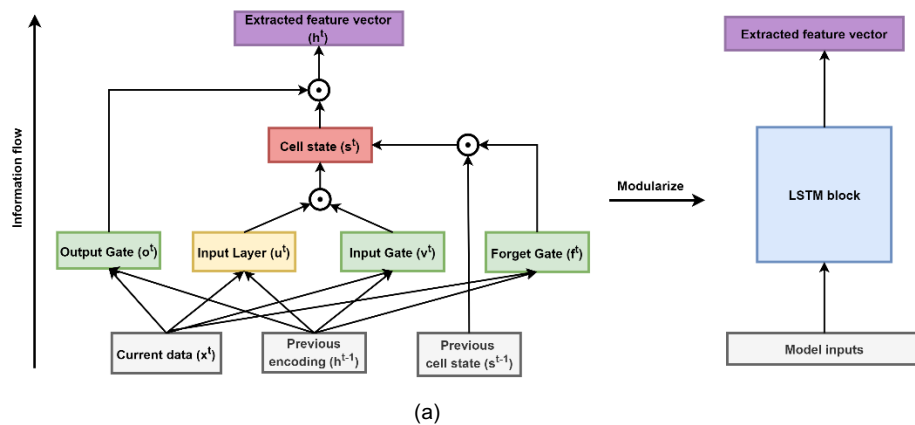 Information flow
Extracted feature vector
(h^t)
Cell state (s^t)
Output Gate (o^t)
Input Layer (u^t)
Input Gate (v^t)
Forget Gate (f^t)
Current data (x^t)
Previous
encoding (h^t-1)
Previous
cell state (s^t-1)
Modularize
Extracted feature vector
LSTM block
Model inputs
(a)